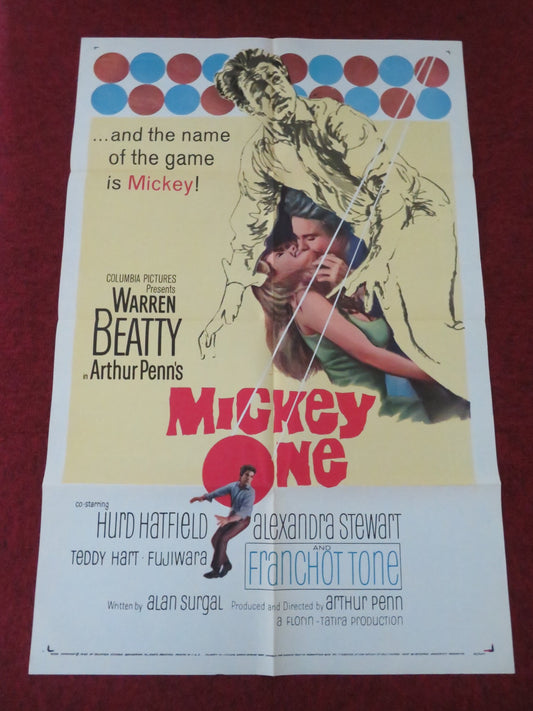 ...and the name
of the game
is Mickey!
COLUMBIA PICTURES
Presents
WARREN
BEATTY
in Arthur Penn's
MICKEY
ONE
co-starring
HURD HATFIELD
ALEXANDRA STEWART
TEDDY HART · FUJIWARA
AND
FRANCHOT TONE
Written by ALAN SURGAL Produced and Directed by ARTHUR PENN
a FLORIN-TATIRA PRODUCTION